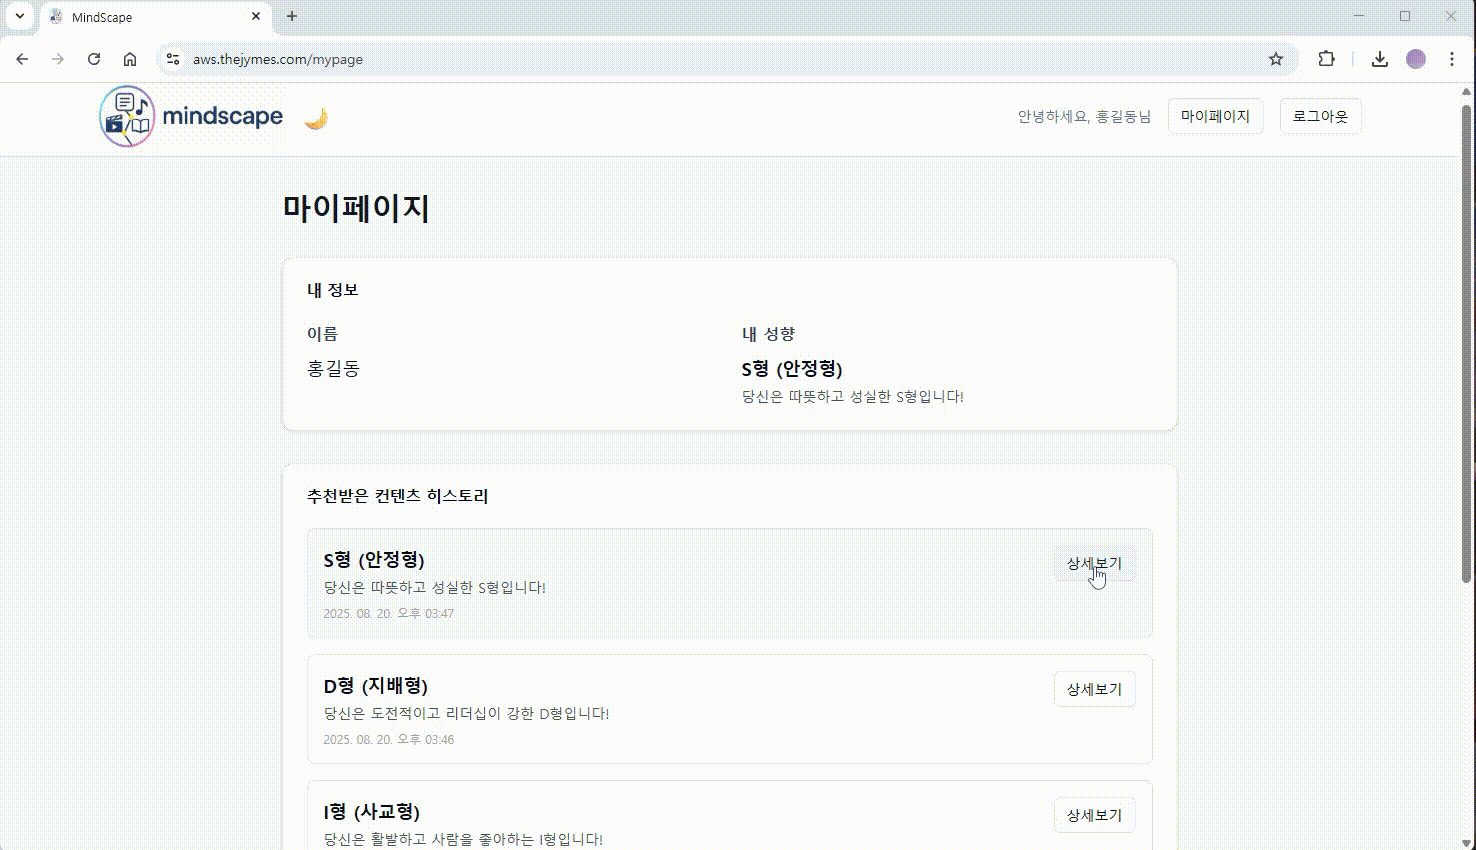 MindScape
aws.thejymes.com/mypage
mindscape
안녕하세요, 홍길동님
마이페이지
로그아웃
마이페이지
내 정보
이름
홍길동
내 성향
S형 (안정형)
당신은 따뜻하고 성실한 S형입니다!
추천받은 컨텐츠 히스토리
S형 (안정형)
당신은 따뜻하고 성실한 S형입니다!
2025. 08. 20. 오후 03:47
상세보기
D형 (지배형)
당신은 도전적이고 리더십이 강한 D형입니다!
2025. 08. 20. 오후 03:46
상세보기
I형 (사교형)
당신은 활발하고 사람을 좋아하는 I형입니다!
상세보기